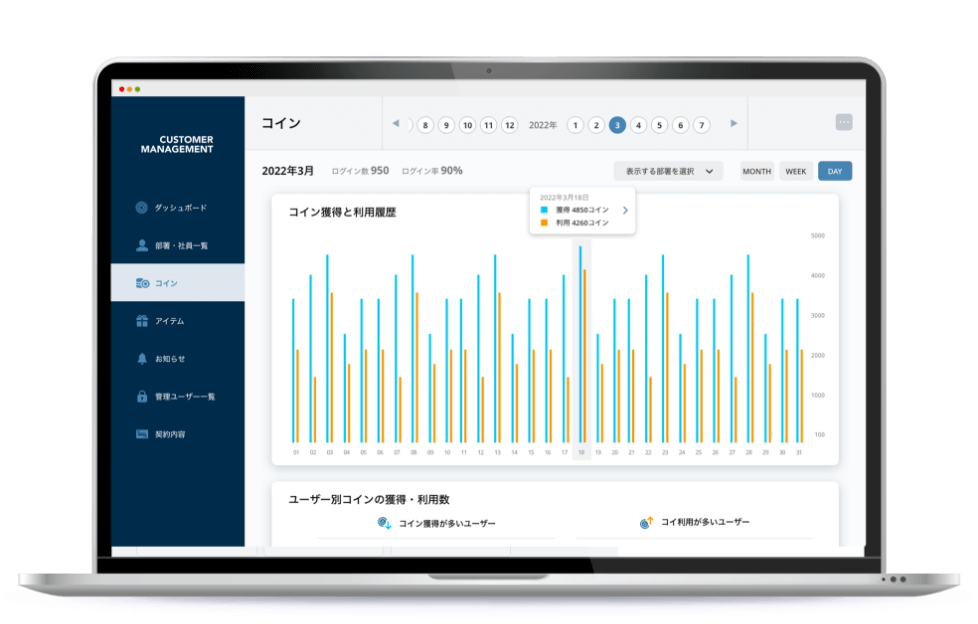 CUSTOMER
MANAGEMENT
ダッシュボード
部署・社員一覧
コイン
アイテム
お知らせ
管理ユーザー一覧
契約内容
コイン
8 9 10 11 12 2022年 1 2 3 4 5 6 7
2022年3月 ログイン数 950 ログイン率 90%
表示する部署を選択
MONTH WEEK DAY
コイン獲得と利用履歴
2022年3月18日
獲得 4850コイン
利用 4260コイン
5000
4000
3000
2000
1000
100
01 02 03 04 05 06 07 08 09 10 11 12 13 14 15 16 17 18 19 20 21 22 23 24 25 26 27 28 29 30 31
ユーザー別コインの獲得・利用数
コイン獲得が多いユーザー
コイ利用が多いユーザー